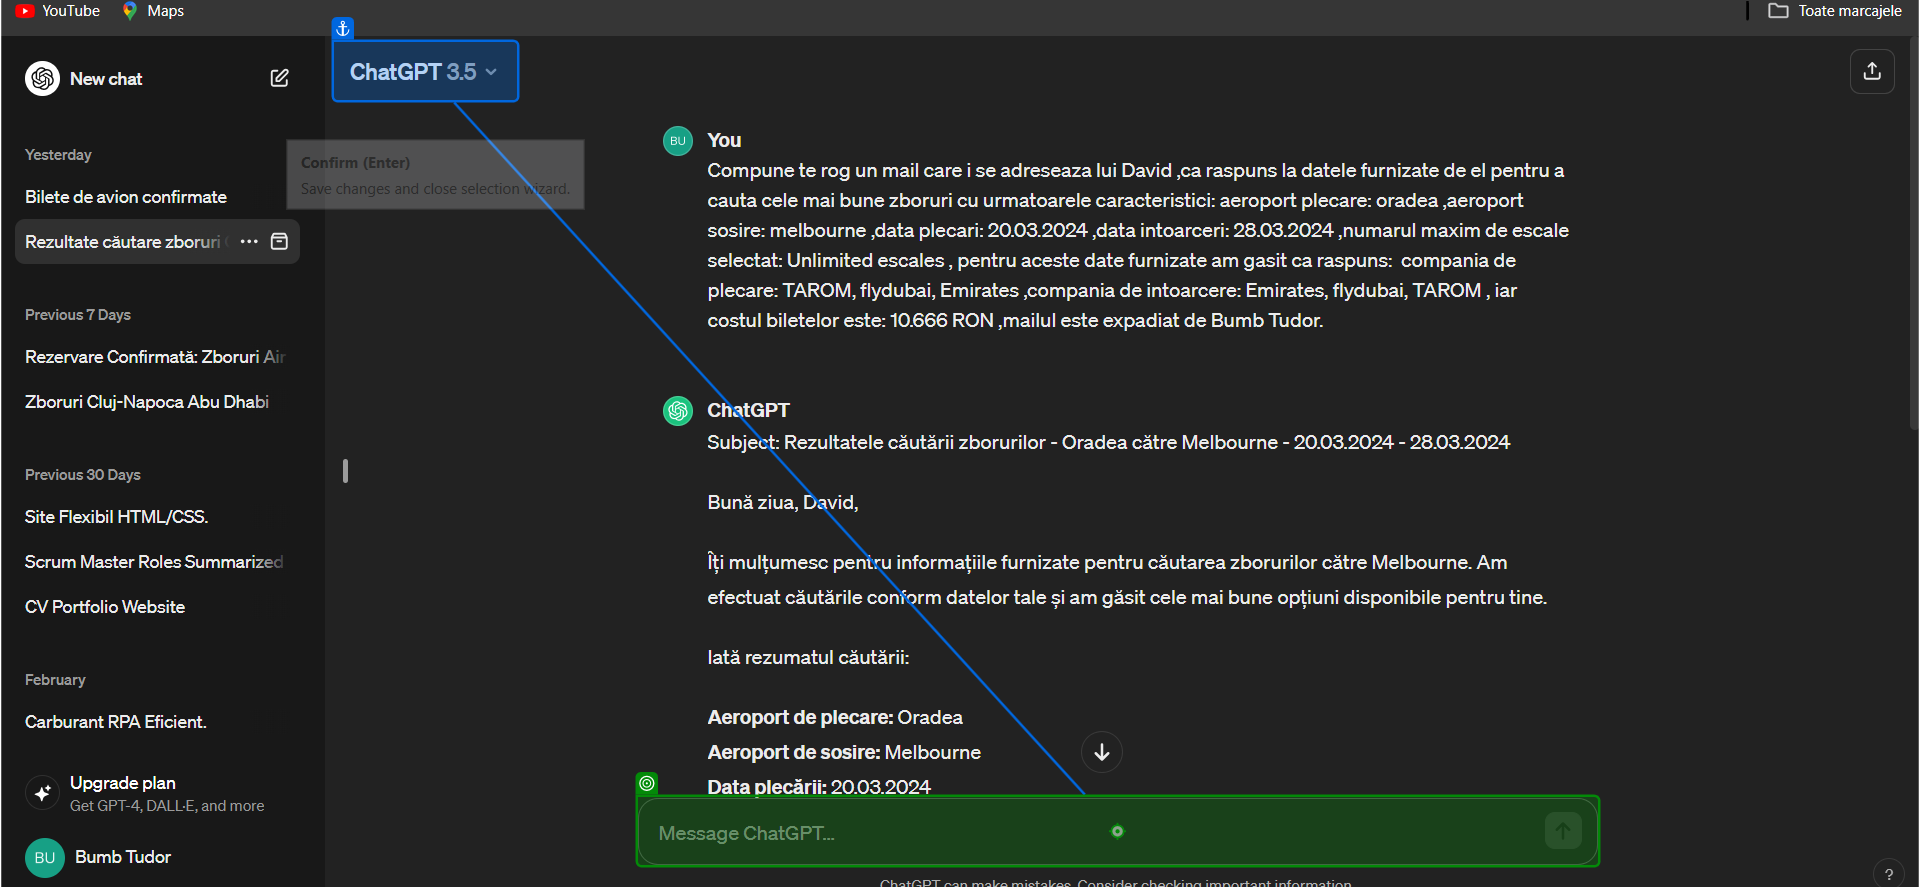 YouTube
Maps
Toate marcajele
New chat
Yesterday
Bilete de avion confirmate
Rezultate căutare zboruri
Previous 7 Days
Rezervare Confirmată: Zboruri Air
Zboruri Cluj-Napoca Abu Dhabi
Previous 30 Days
Site Flexibil HTML/CSS.
Scrum Master Roles Summarized
CV Portfolio Website
February
Carburant RPA Eficient.
Upgrade plan
Get GPT-4, DALL·E, and more
BU
Bumb Tudor
ChatGPT 3.5
Confirm (Enter)
Save changes and close selection wizard.
BU
You
Compune te rog un mail care i se adreseaza lui David ,ca raspuns la datele furnizate de el pentru a
cauta cele mai bune zboruri cu urmatoarele caracteristici: aeroport plecare: oradea ,aeroport
sosire: melbourne ,data plecari: 20.03.2024 ,data intoarceri: 28.03.2024 ,numarul maxim de escale
selectat: Unlimited escales , pentru aceste date furnizate am gasit ca raspuns:  compania de
plecare: TAROM, flydubai, Emirates ,compania de intoarcere: Emirates, flydubai, TAROM , iar
costul biletelor este: 10.666 RON ,mailul este expadiat de Bumb Tudor.
ChatGPT
Subject: Rezultatele căutării zborurilor - Oradea către Melbourne - 20.03.2024 - 28.03.2024
Bună ziua, David,
Îți mulțumesc pentru informațiile furnizate pentru căutarea zborurilor către Melbourne. Am
efectuat căutările conform datelor tale și am găsit cele mai bune opțiuni disponibile pentru tine.
Iată rezumatul căutării:
Aeroport de plecare: Oradea
Aeroport de sosire: Melbourne
Data plecării: 20.03.2024
Message ChatGPT...
ChatGPT can make mistakes. Consider checking important information.
?